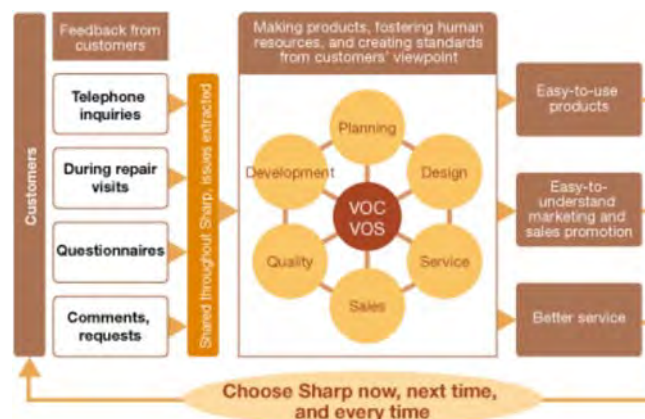 Feedback from
customers
Making products, fostering human
resources, and creating standards
from customers' viewpoint
Customers
Telephone
inquiries
During repair
visits
Questionnaires
Comments,
requests
Shared throughout Sharp, issues extracted
Planning
Development
Design
VOC
VOS
Quality
Service
Sales
Easy-to-use
products
Easy-to-
understand
marketing and
sales promotion
Better service
Choose Sharp now, next time,
and every time